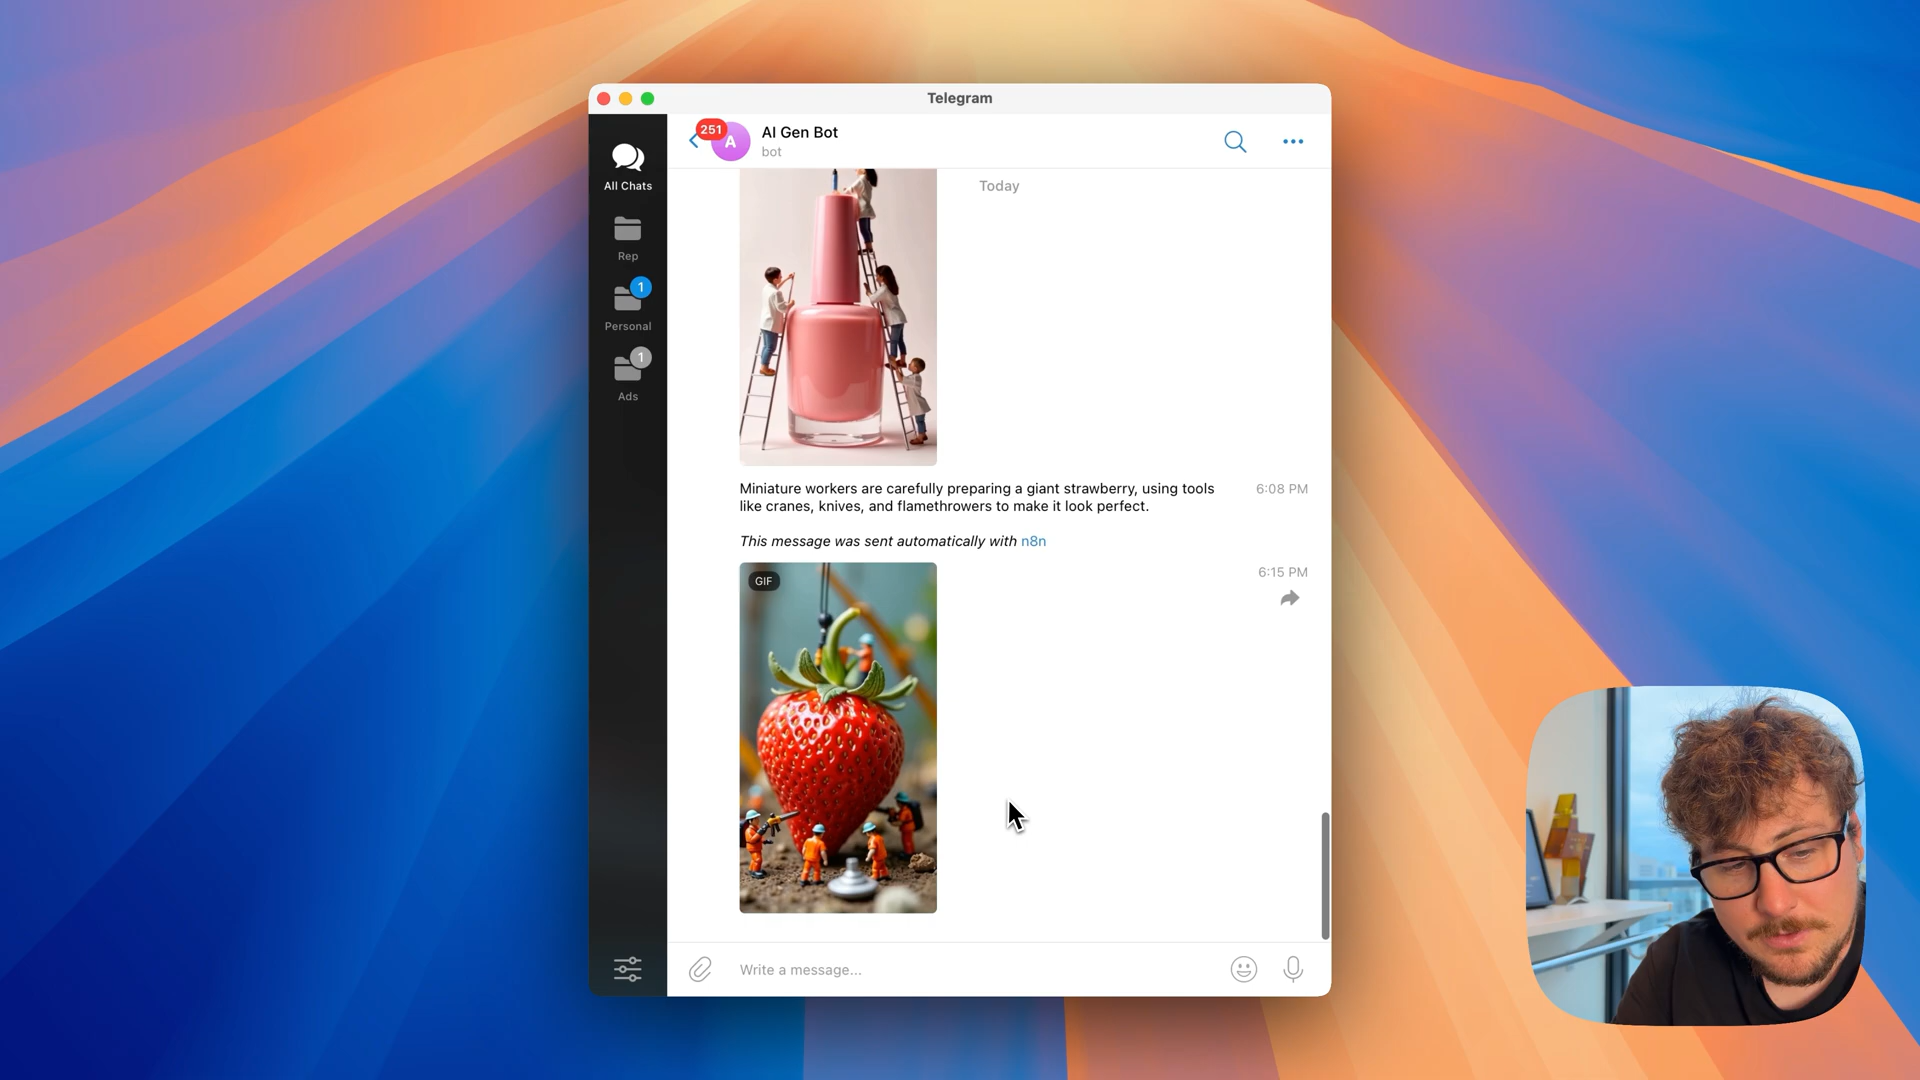 Telegram
251
A
AI Gen Bot
bot
All Chats
Rep
1
Personal
1
Ads
Today
Miniature workers are carefully preparing a giant strawberry, using tools
like cranes, knives, and flamethrowers to make it look perfect.
6:08 PM
This message was sent automatically with n8n
GIF
6:15 PM
Write a message...